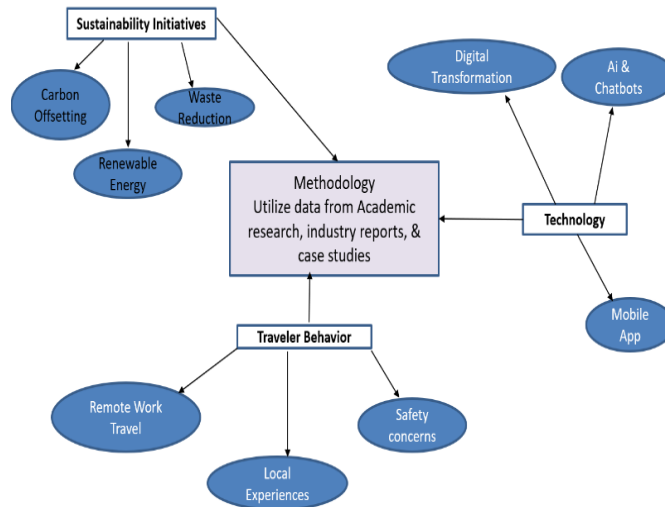 Sustainability Initiatives
Carbon
Offsetting
Waste
Reduction
Renewable
Energy
Digital
Transformation
Ai &
Chatbots
Methodology
Utilize data from Academic
research, industry reports, &
case studies
Technology
Mobile
App
Traveler Behavior
Remote Work
Travel
Safety
concerns
Local
Experiences